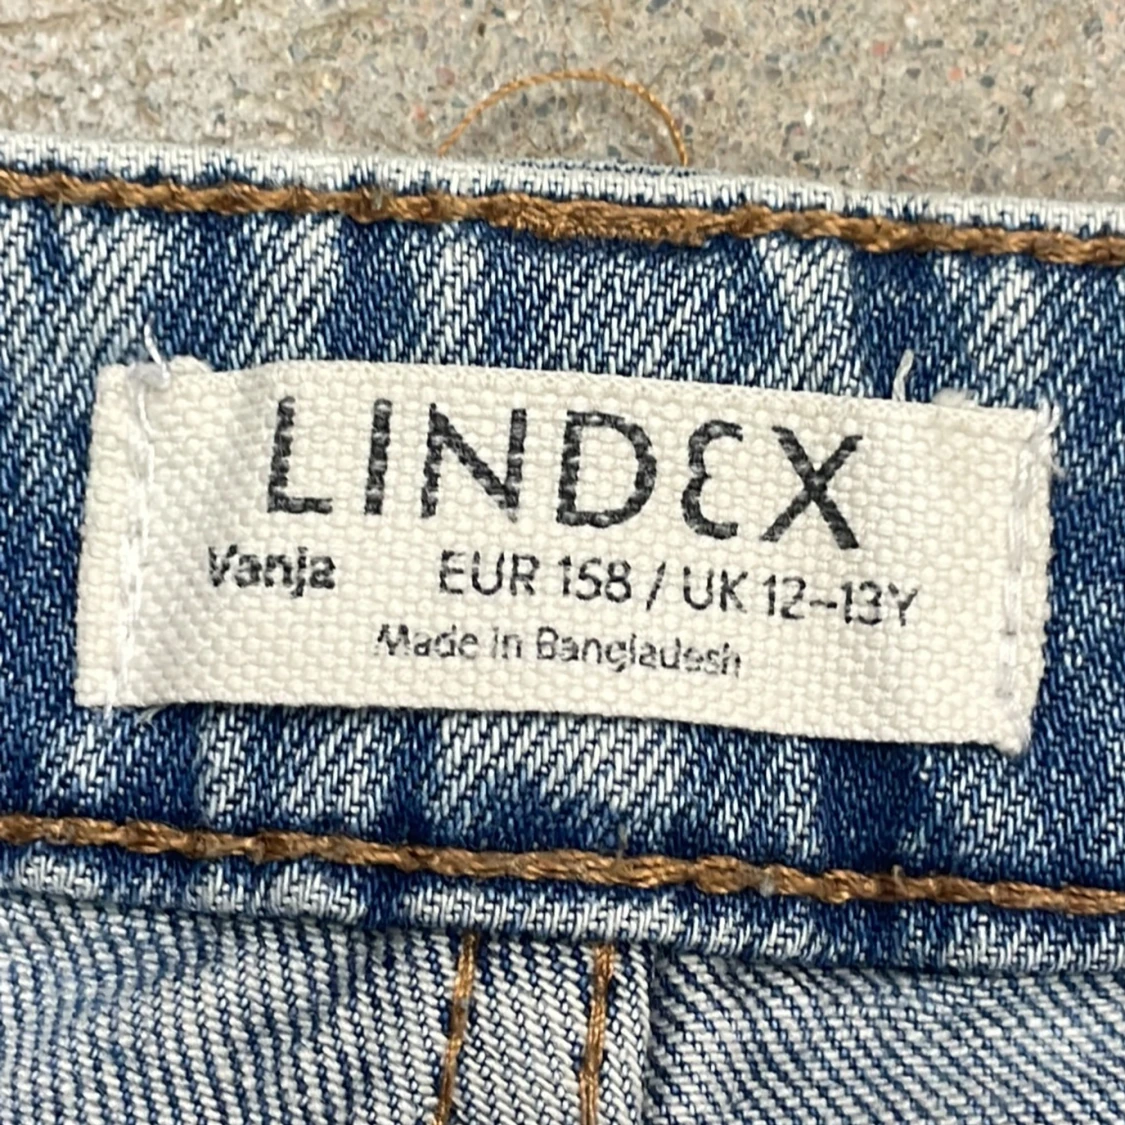 LINDEX
Vanja EUR 158 / UK 12-13Y
Made in Bangladesh